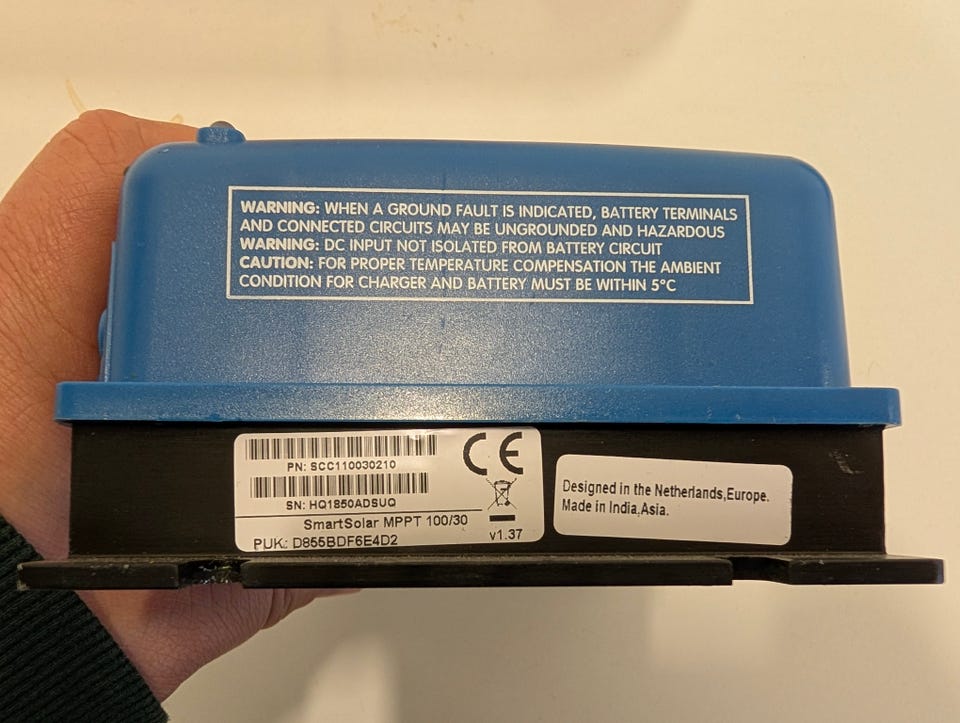 WARNING: WHEN A GROUND FAULT IS INDICATED, BATTERY TERMINALS
AND CONNECTED CIRCUITS MAY BE UNGROUNDED AND HAZARDOUS
WARNING: DC INPUT NOT ISOLATED FROM BATTERY CIRCUIT
CAUTION: FOR PROPER TEMPERATURE COMPENSATION THE AMBIENT
CONDITION FOR CHARGER AND BATTERY MUST BE WITHIN 5°C
PN: SCC110030210
SN: HQ1850ADSUQ
SmartSolar MPPT 100/30
PUK.: D855BDF6E4D2
CE
v1.37
Designed in the Netherlands,Europe.
Made in India,Asia.